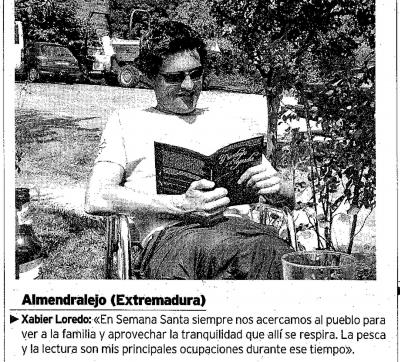 Almendralejo (Extremadura)
▶ Xabier Loredo: «En Semana Santa siempre nos acercamos al pueblo para
ver a la familia y aprovechar la tranquilidad que allí se respira. La pesca
y la lectura son mis principales ocupaciones durante ese tiempo».